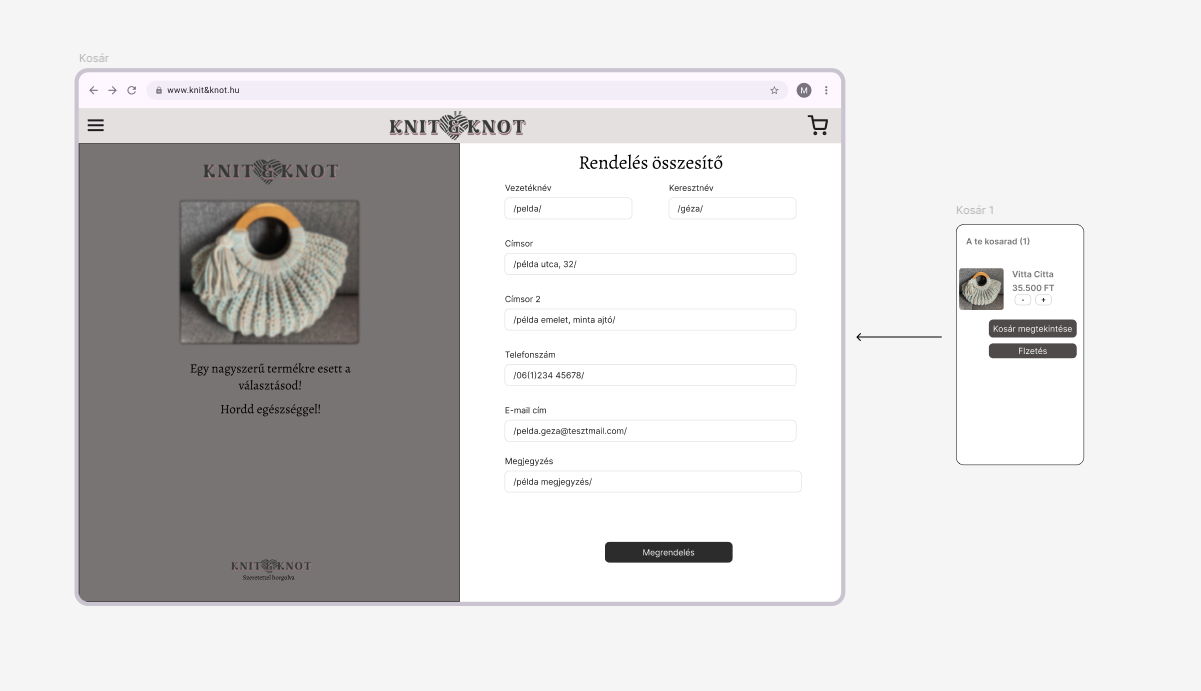 Kosár
www.knit&knot.hu
M
KNIT & KNOT
KNIT & KNOT
Egy nagyszerű termékre esett a
választásod!
Hordd egészséggel!
KNIT & KNOT
Szeretettel horgolva
Rendelés összesítő
Vezetéknév
Keresztnév
/pelda/
/géza/
Címsor
/példa utca, 32/
Címsor 2
/példa emelet, minta ajtó/
Telefonszám
/06(1)234 45678/
E-mail cím
/pelda.geza@tesztmail.com/
Megjegyzés
/példa megjegyzés/
Megrendelés
Kosár 1
A te kosarad (1)
Vitta Citta
35.500 FT
- +
Kosár megtekintése
Fizetés